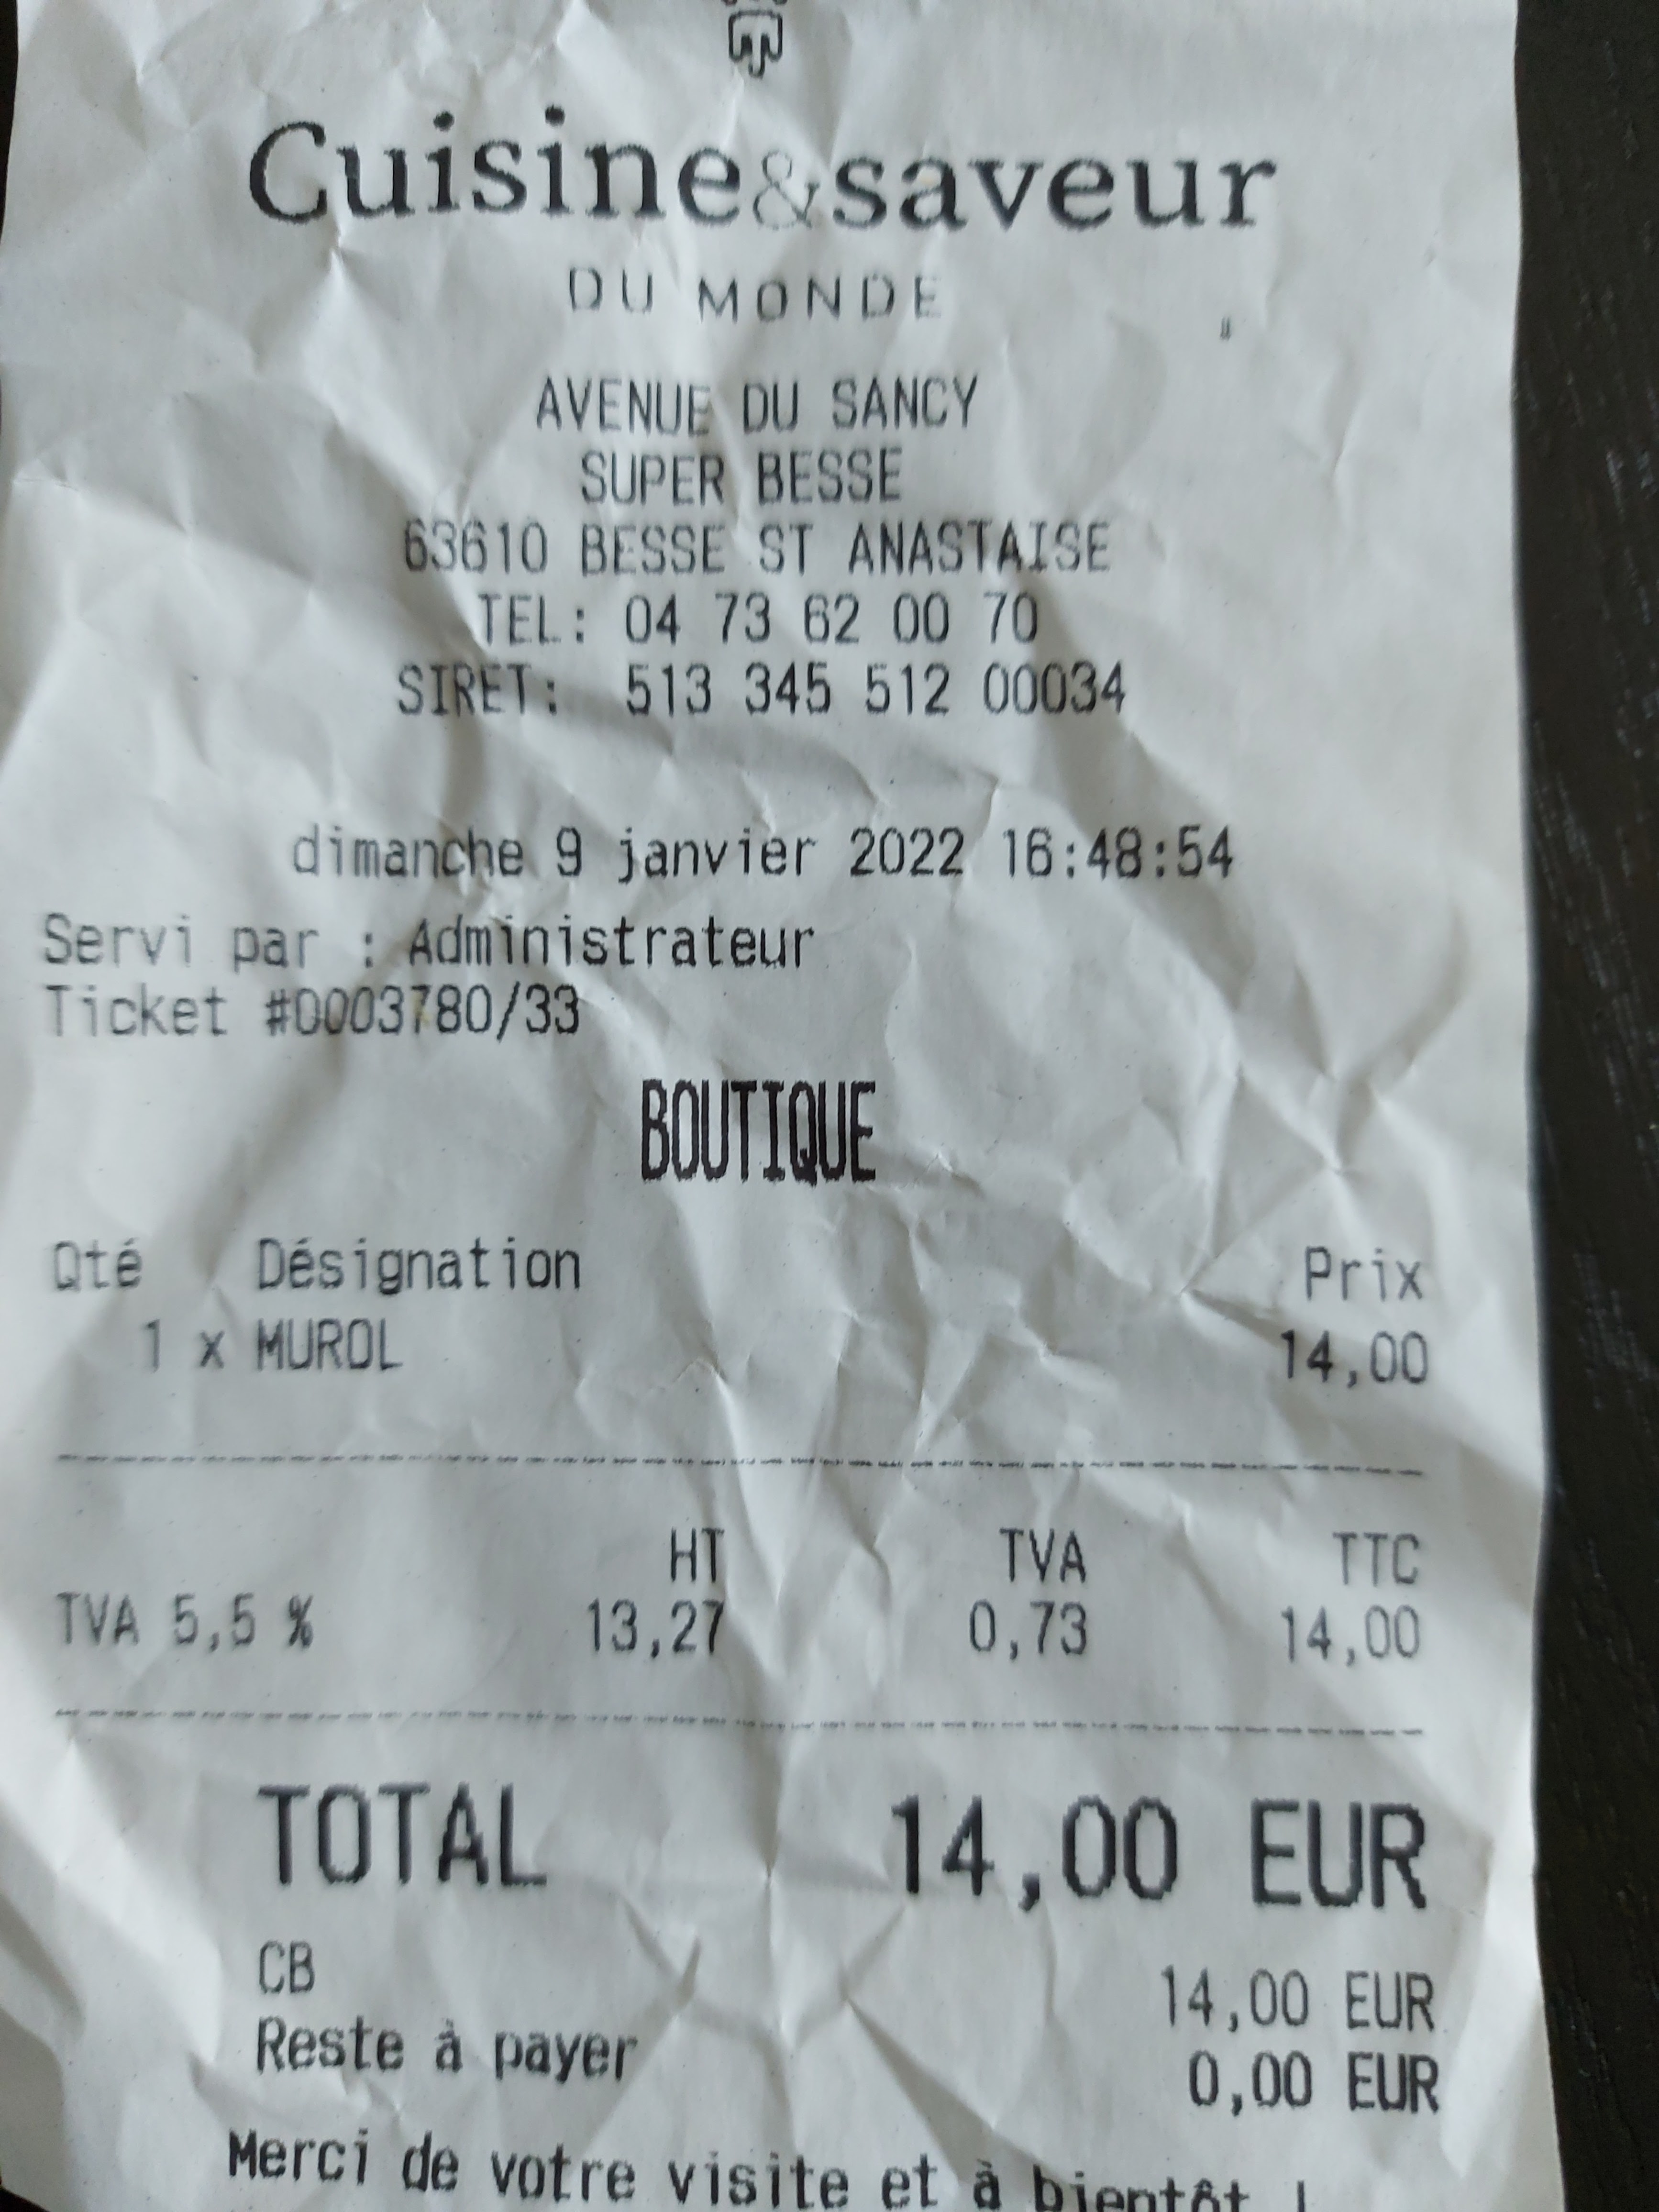 Cuisine&saveur
DU MONDE
AVENUE DU SANCY
SUPER BESSE
63610 BESSE ST ANASTAISE
TEL: 04 73 62 00 70
SIRET: 513 345 512 00034
dimanche 9 janvier 2022 16:48:54
Servi par : Administrateur
Ticket #0003780/33
BOUTIQUE
Qté Désignation Prix
1 x MUROL 14,00
HT TVA TTC
TVA 5,5 % 13,27 0,73 14,00
TOTAL 14,00 EUR
CB 14,00 EUR
Reste à payer 0,00 EUR
Merci de votre visite et à bientôt !